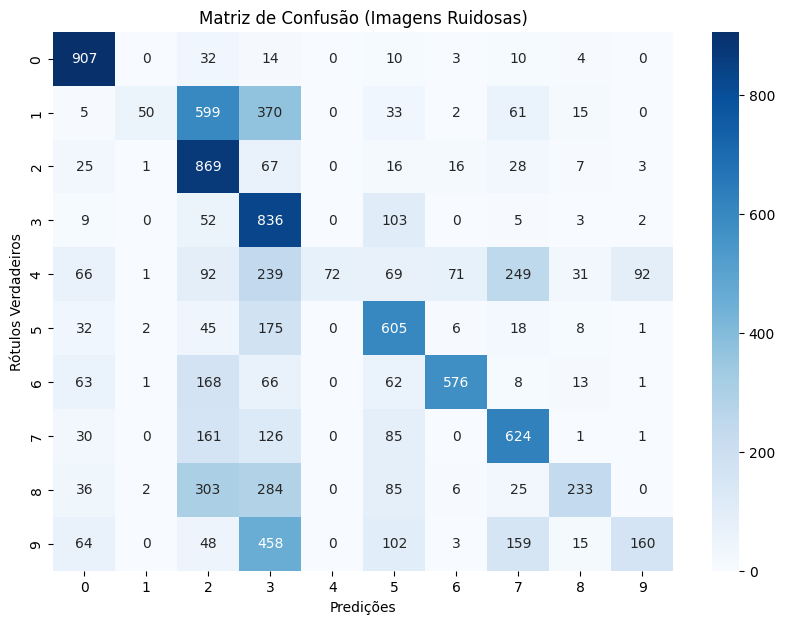 Matriz de Confusão (Imagens Ruidosas)
0 907 0 32 14 0 10 3 10 4 0
1 5 50 599 370 0 33 2 61 15 0
2 25 1 869 67 0 16 16 28 7 3
3 9 0 52 836 0 103 0 5 3 2
4 66 1 92 239 72 69 71 249 31 92
5 32 2 45 175 0 605 6 18 8 1
6 63 1 168 66 0 62 576 8 13 1
7 30 0 161 126 0 85 0 624 1 1
8 36 2 303 284 0 85 6 25 233 0
9 64 0 48 458 0 102 3 159 15 160
0 1 2 3 4 5 6 7 8 9
Predições
Rótulos Verdadeiros
800
600
400
200
0